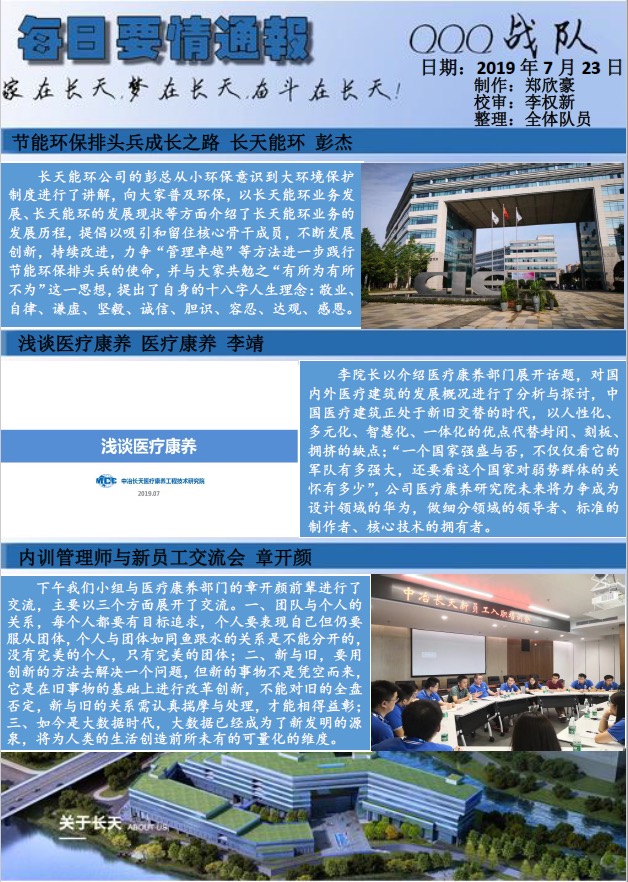 每日要情通報
QQQ战队
日期：2019年7月23日
制作：郑欣豪
校审：李权新
整理：全体队员
家在长天,梦在长天,奋斗在长天!
节能环保排头兵成长之路 长天能环 彭杰
长天能环公司的彭总从小环保意识到大环境保护
制度进行了讲解，向大家普及环保，以长天能环业务发
展、长天能环的发展现状等方面介绍了长天能环业务的
发展历程，提倡以吸引和留住核心骨干成员，不断发展
创新，持续改进，力争“管理卓越”等方法进一步践行
节能环保排头兵的使命，并与大家共勉之“有所为有所
不为”这一思想，提出了自身的十八字人生理念：敬业、
自律、谦虚、坚毅、诚信、胆识、容忍、达观、感恩。
CIE
浅谈医疗康养 医疗康养 李靖
浅谈医疗康养
MCC 中冶长天医疗康养工程技术研究院
2019.07
李院长以介绍医疗康养部门展开话题，对国
内外医疗建筑的发展概况进行了分析与探讨，中
国医疗建筑正处于新旧交替的时代，以人性化、
多元化、智慧化、一体化的优点代替封闭、刻板、
拥挤的缺点；“一个国家强盛与否，不仅仅看它的
军队有多强大，还要看这个国家对弱势群体的关
怀有多少”，公司医疗康养研究院未来将力争成为
设计领域的华为，做细分领域的领导者、标准的
制作者、核心技术的拥有者。
内训管理师与新员工交流会 章开颜
下午我们小组与医疗康养部门的章开颜前辈进行了
交流，主要以三个方面展开了交流。一、团队与个人的
关系，每个人都要有目标追求，个人要表现自己但仍要
服从团体，个人与团体如同鱼跟水的关系是不能分开的，
没有完美的个人，只有完美的团体；二、新与旧，要用
创新的方法去解决一个问题，但新的事物不是凭空而来，
它是在旧事物的基础上进行改革创新，不能对旧的全盘
否定，新与旧的关系需认真揣摩与处理，才能相得益彰；
三、如今是大数据时代，大数据已经成为了新发明的源
泉，将为人类的生活创造前所未有的可量化的维度。
中冶长天新员工入职培训会
关于长天 ABOUT US